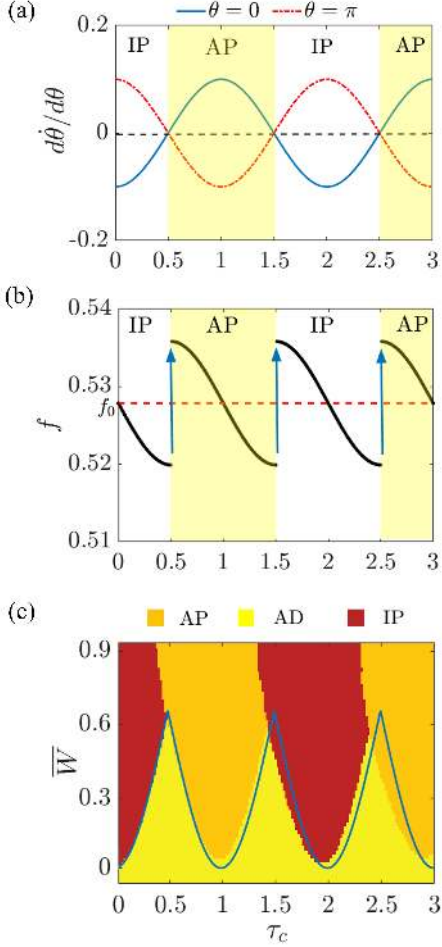 (a)
θ = 0 θ = π
0.2
IP AP IP AP
dθ̇/dθ
0
-0.2
0 0.5 1 1.5 2 2.5 3
(b)
0.54
IP AP IP AP
0.53
f₀
f
0.52
0.51
0 0.5 1 1.5 2 2.5 3
(c)
AP AD IP
0.9
0.6
W̅
0.3
0
0 0.5 1 1.5 2 2.5 3
τ_c